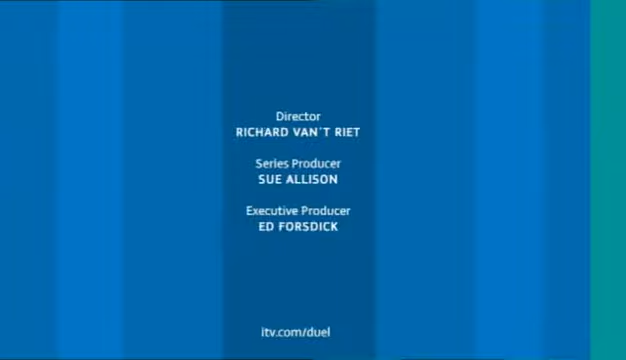 Director
RICHARD VAN'T RIET
Series Producer
SUE ALLISON
Executive Producer
ED FORSDICK
itv.com/duel